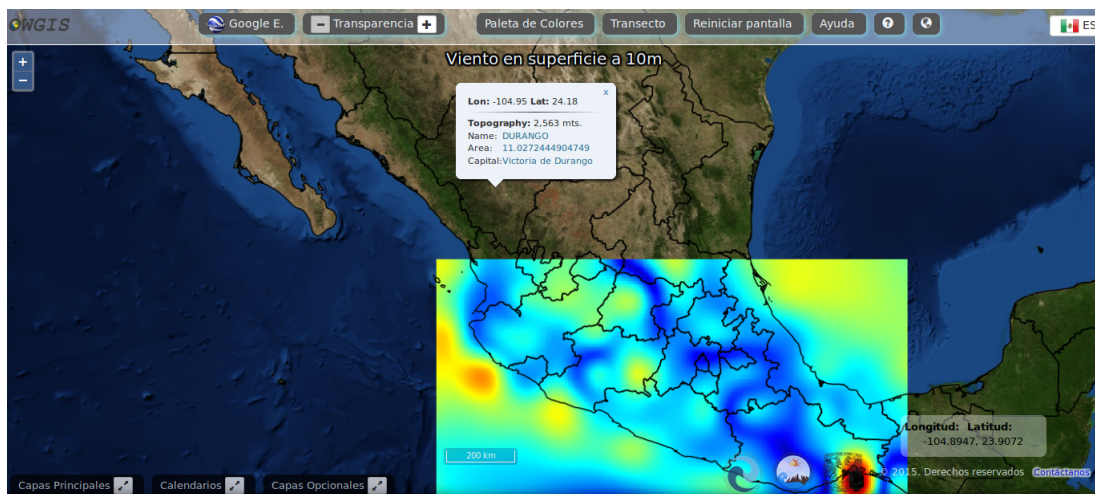 OWGIS
Google E.
− Transparencia +
Paleta de Colores
Transecto
Reiniciar pantalla
Ayuda
?
ES
+
−
Viento en superficie a 10m
x
Lon: -104.95 Lat: 24.18
Topography: 2,563 mts.
Name: DURANGO
Area: 11.0272444904749
Capital:Victoria de Durango
Longitud: Latitud:
-104.8947, 23.9072
200 km
© 2015. Derechos reservados Contáctanos
Capas Principales
Calendarios
Capas Opcionales